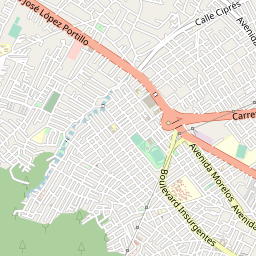 José López Portillo
Calle Ciprés
Avenida
Carre
Avenida Morelos
Avenida
Boulevard Insurgentes